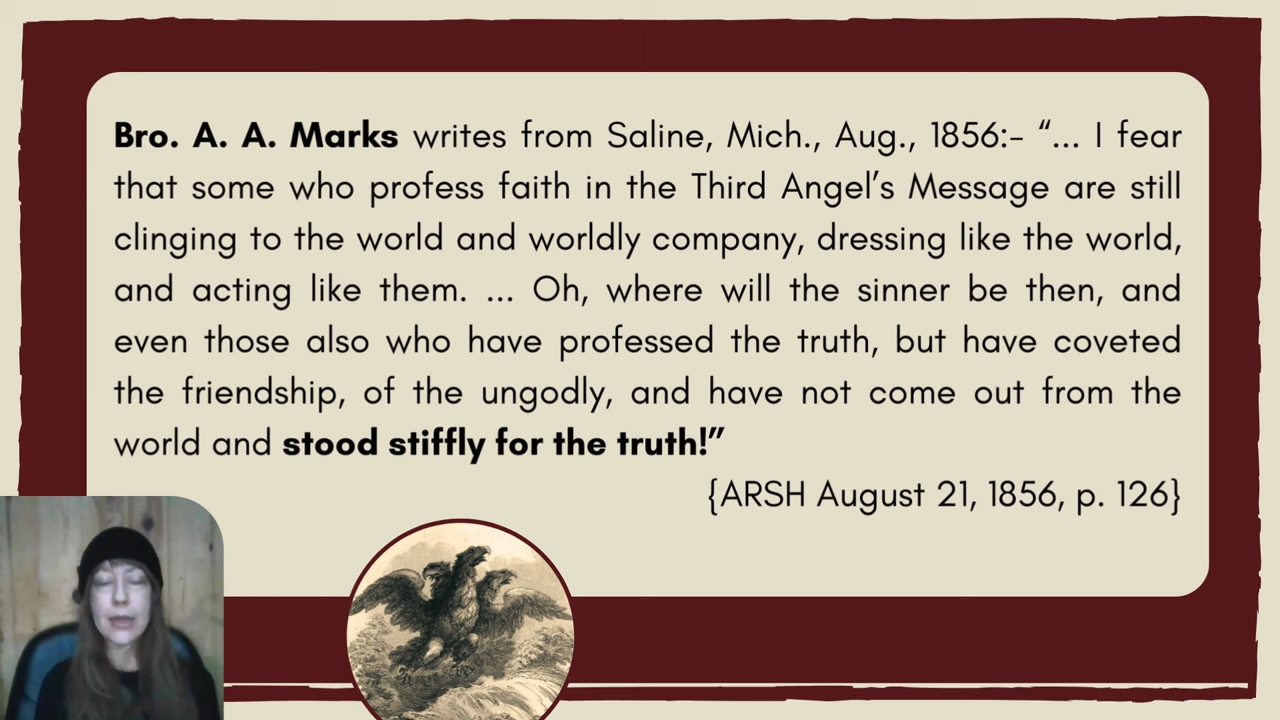 Bro. A. A. Marks writes from Saline, Mich., Aug., 1856:- “... I fear
that some who profess faith in the Third Angel’s Message are still
clinging to the world and worldly company, dressing like the world,
and acting like them. ... Oh, where will the sinner be then, and
even those also who have professed the truth, but have coveted
the friendship, of the ungodly, and have not come out from the
world and stood stiffly for the truth!”
{ARSH August 21, 1856, p. 126}